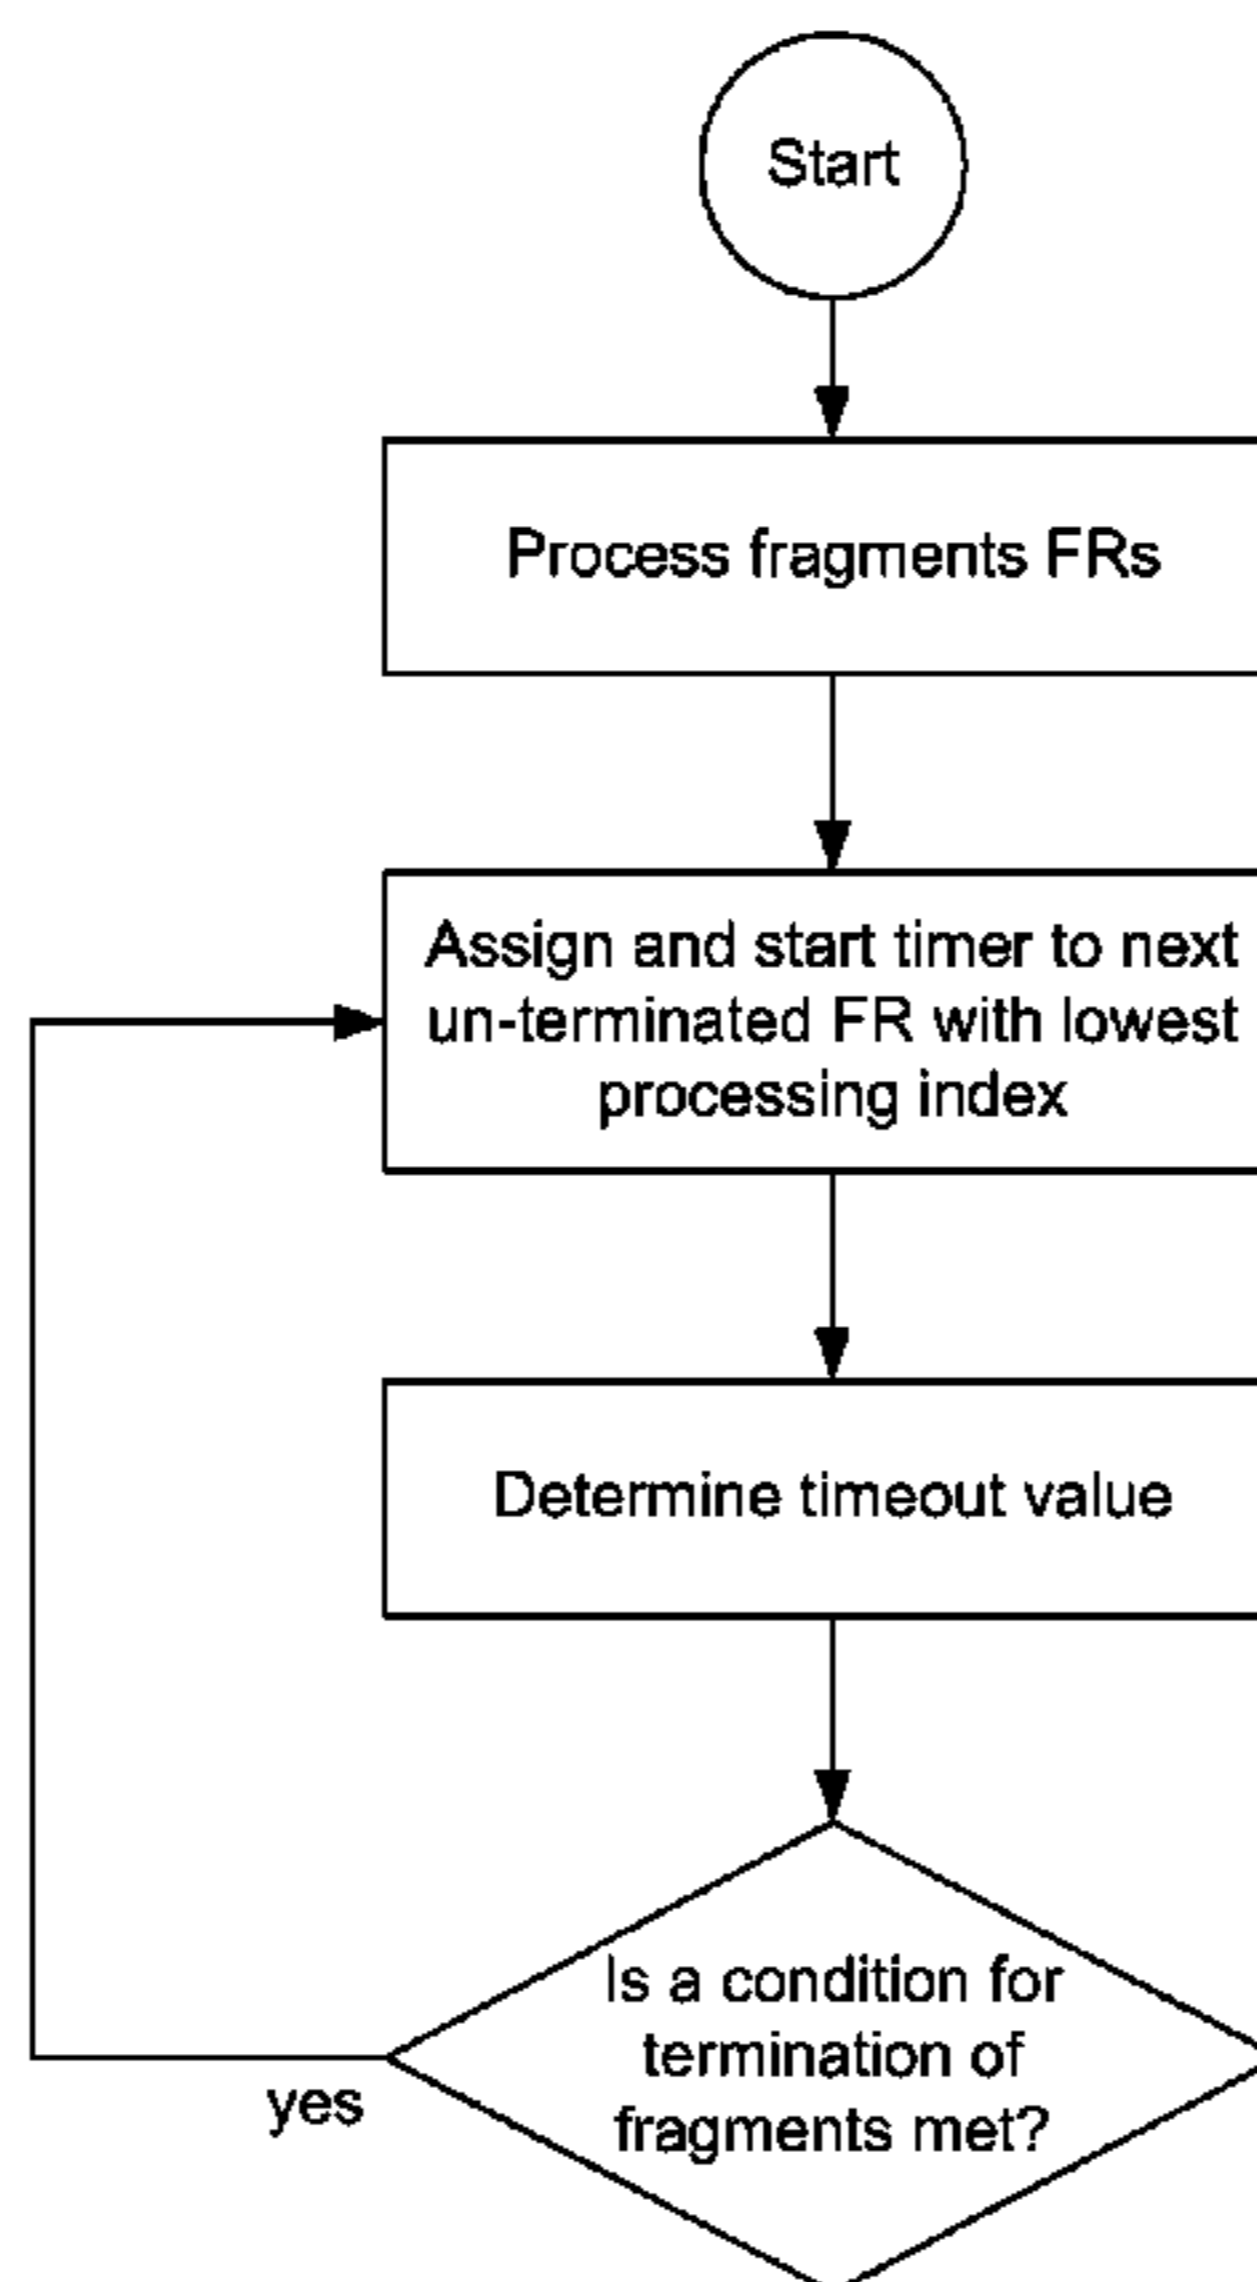 Start
Process fragments FRs
Assign and start timer to next
un-terminated FR with lowest
processing index
Determine timeout value
Is a condition for
termination of
fragments met?
yes